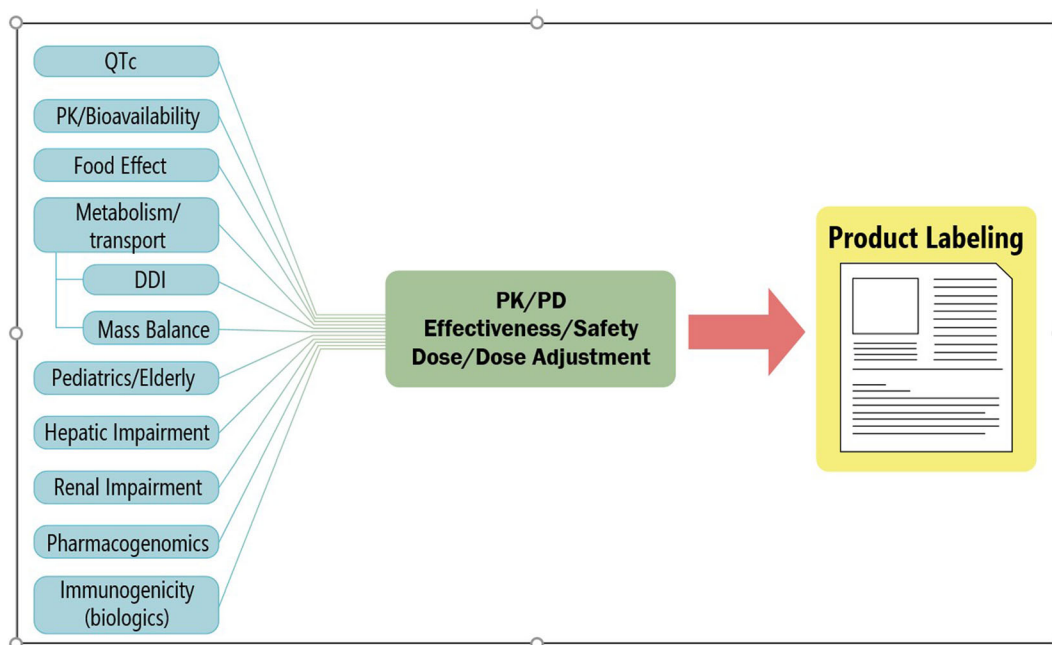 QTc
PK/Bioavailability
Food Effect
Metabolism/
transport
DDI
Mass Balance
Pediatrics/Elderly
Hepatic Impairment
Renal Impairment
Pharmacogenomics
Immunogenicity
(biologics)
PK/PD
Effectiveness/Safety
Dose/Dose Adjustment
Product Labeling